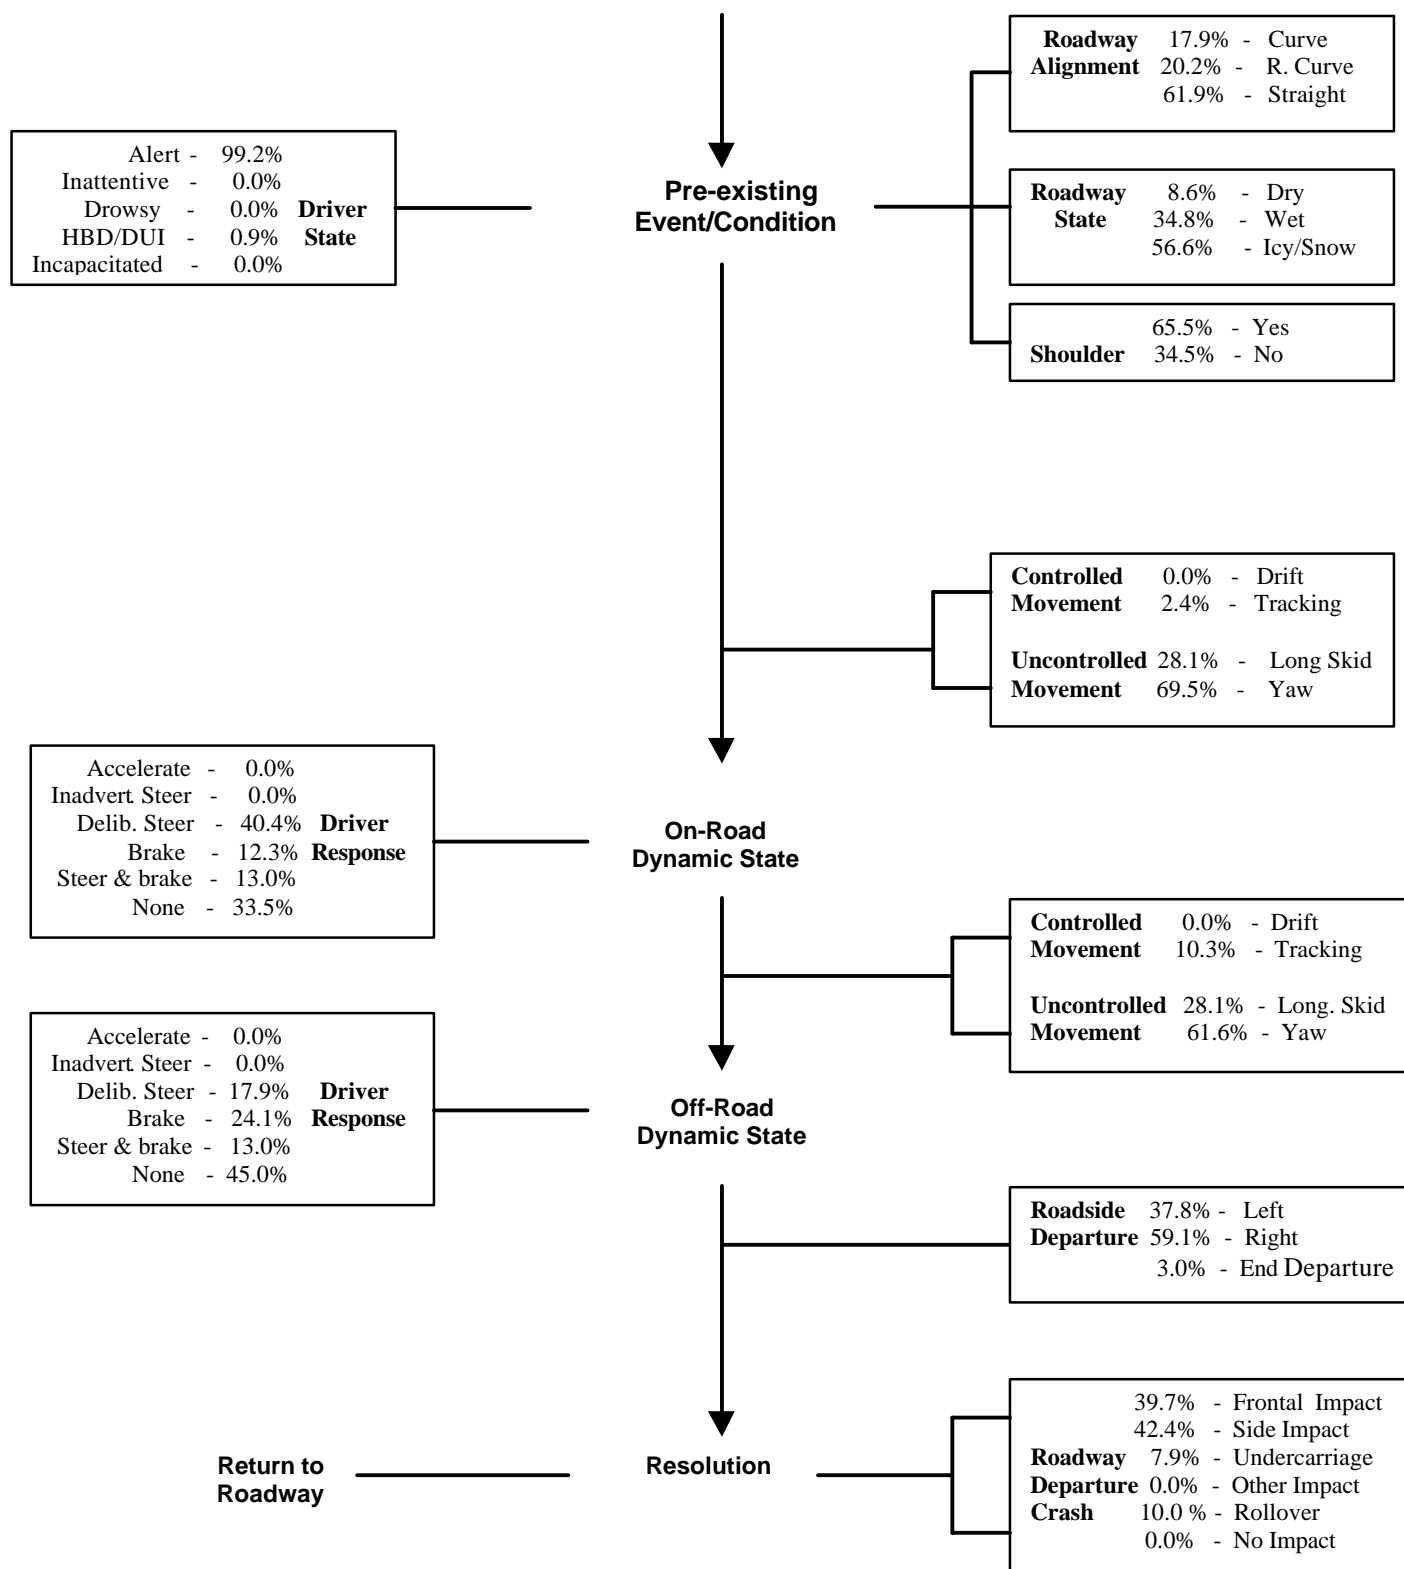 Roadway 17.9% - Curve
Alignment 20.2% - R. Curve
61.9% - Straight
Alert - 99.2%
Inattentive - 0.0%
Drowsy - 0.0% Driver
HBD/DUI - 0.9% State
Incapacitated - 0.0%
Pre-existing
Event/Condition
Roadway 8.6% - Dry
State 34.8% - Wet
56.6% - Icy/Snow
65.5% - Yes
Shoulder 34.5% - No
Controlled 0.0% - Drift
Movement 2.4% - Tracking
Uncontrolled 28.1% - Long Skid
Movement 69.5% - Yaw
Accelerate - 0.0%
Inadvert. Steer - 0.0%
Delib. Steer - 40.4% Driver
Brake - 12.3% Response
Steer & brake - 13.0%
None - 33.5%
On-Road
Dynamic State
Controlled 0.0% - Drift
Movement 10.3% - Tracking
Uncontrolled 28.1% - Long. Skid
Movement 61.6% - Yaw
Accelerate - 0.0%
Inadvert. Steer - 0.0%
Delib. Steer - 17.9% Driver
Brake - 24.1% Response
Steer & brake - 13.0%
None - 45.0%
Off-Road
Dynamic State
Roadside 37.8% - Left
Departure 59.1% - Right
3.0% - End Departure
Return to
Roadway
Resolution
39.7% - Frontal Impact
42.4% - Side Impact
Roadway 7.9% - Undercarriage
Departure 0.0% - Other Impact
Crash 10.0 % - Rollover
0.0% - No Impact